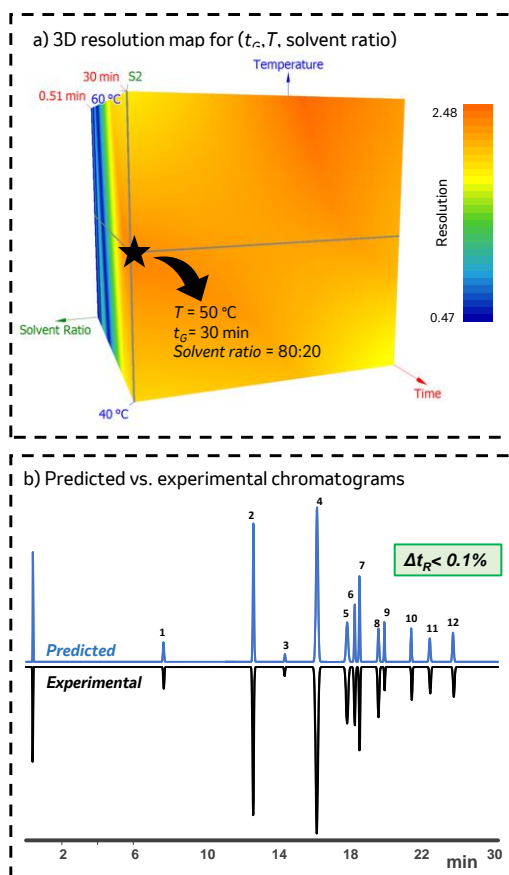 a) 3D resolution map for (tG,T, solvent ratio)
Temperature
30 min
S2
0.51 min
60 ºC
2.48
Resolution
0.47
T = 50 ºC
tG= 30 min
Solvent ratio = 80:20
Solvent Ratio
Time
40 ºC
b) Predicted vs. experimental chromatograms
4
2
ΔtR< 0.1%
7
6
5
9
10
12
8
11
1
3
Predicted
Experimental
2 6 10 14 18 22 30
min